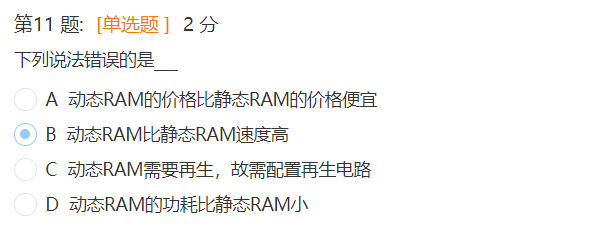 第11 题: [单选题 ] 2 分
下列说法错误的是___
A 动态RAM的价格比静态RAM的价格便宜
B 动态RAM比静态RAM速度高
C 动态RAM需要再生，故需配置再生电路
D 动态RAM的功耗比静态RAM小